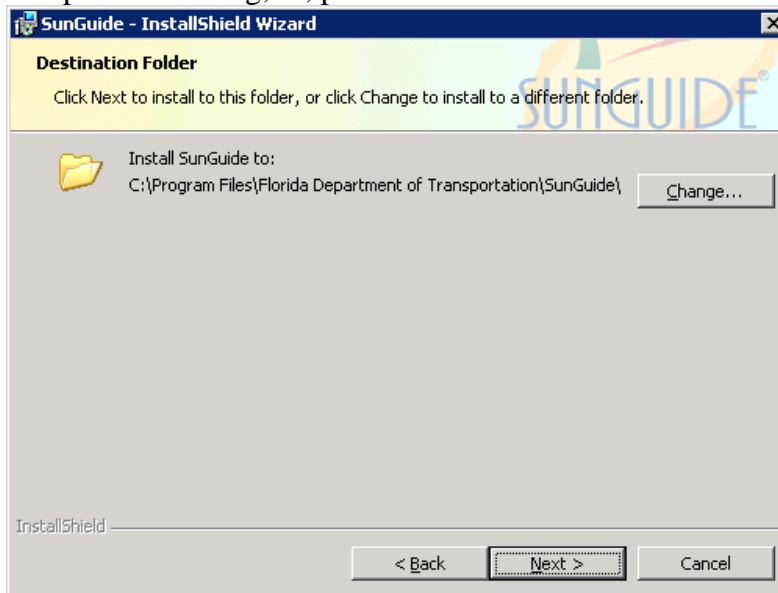 SunGuide - InstallShield Wizard
Destination Folder
Click Next to install to this folder, or click Change to install to a different folder.
SUNGUIDE®
Install SunGuide to:
C:\Program Files\Florida Department of Transportation\SunGuide\
Change...
InstallShield
< Back
Next >
Cancel